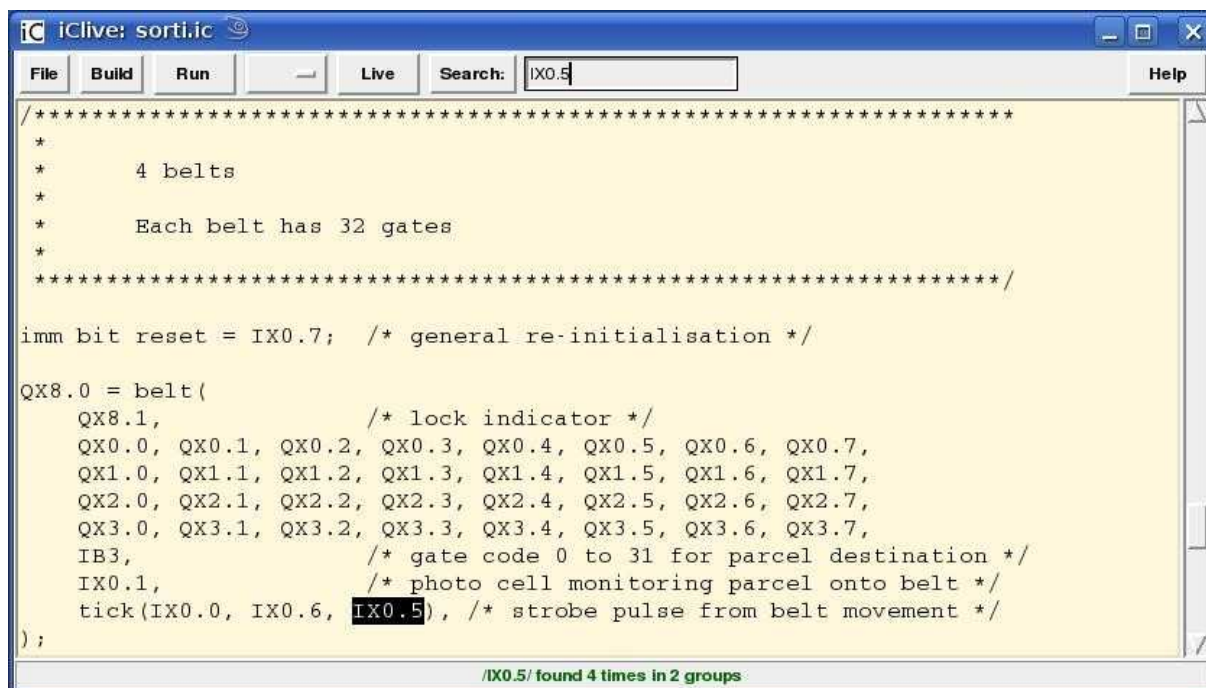 iC iClive: sorti.ic
File Build Run Live Search: IX0.5 Help
/********************************************************************
 *
 *      4 belts
 *
 *      Each belt has 32 gates
 *
 *******************************************************************/
imm bit reset = IX0.7;  /* general re-initialisation */
QX8.0 = belt(
    QX8.1,              /* lock indicator */
    QX0.0, QX0.1, QX0.2, QX0.3, QX0.4, QX0.5, QX0.6, QX0.7,
    QX1.0, QX1.1, QX1.2, QX1.3, QX1.4, QX1.5, QX1.6, QX1.7,
    QX2.0, QX2.1, QX2.2, QX2.3, QX2.4, QX2.5, QX2.6, QX2.7,
    QX3.0, QX3.1, QX3.2, QX3.3, QX3.4, QX3.5, QX3.6, QX3.7,
    IB3,                /* gate code 0 to 31 for parcel destination */
    IX0.1,              /* photo cell monitoring parcel onto belt */
    tick(IX0.0, IX0.6, IX0.5), /* strobe pulse from belt movement */
);
/IX0.5/ found 4 times in 2 groups